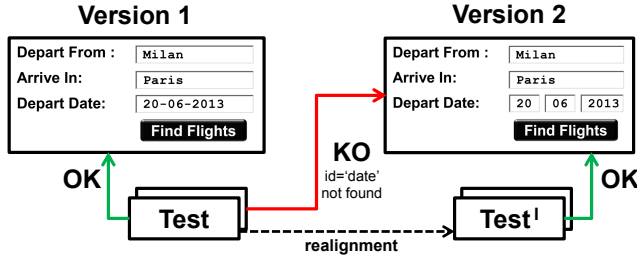 Version 1
Version 2
Depart From :
Milan
Arrive In:
Paris
Depart Date:
20-06-2013
Find Flights
Depart From :
Milan
Arrive In:
Paris
Depart Date:
20 06 2013
Find Flights
OK
KO
id=‘date’
not found
OK
Test
Test I
realignment